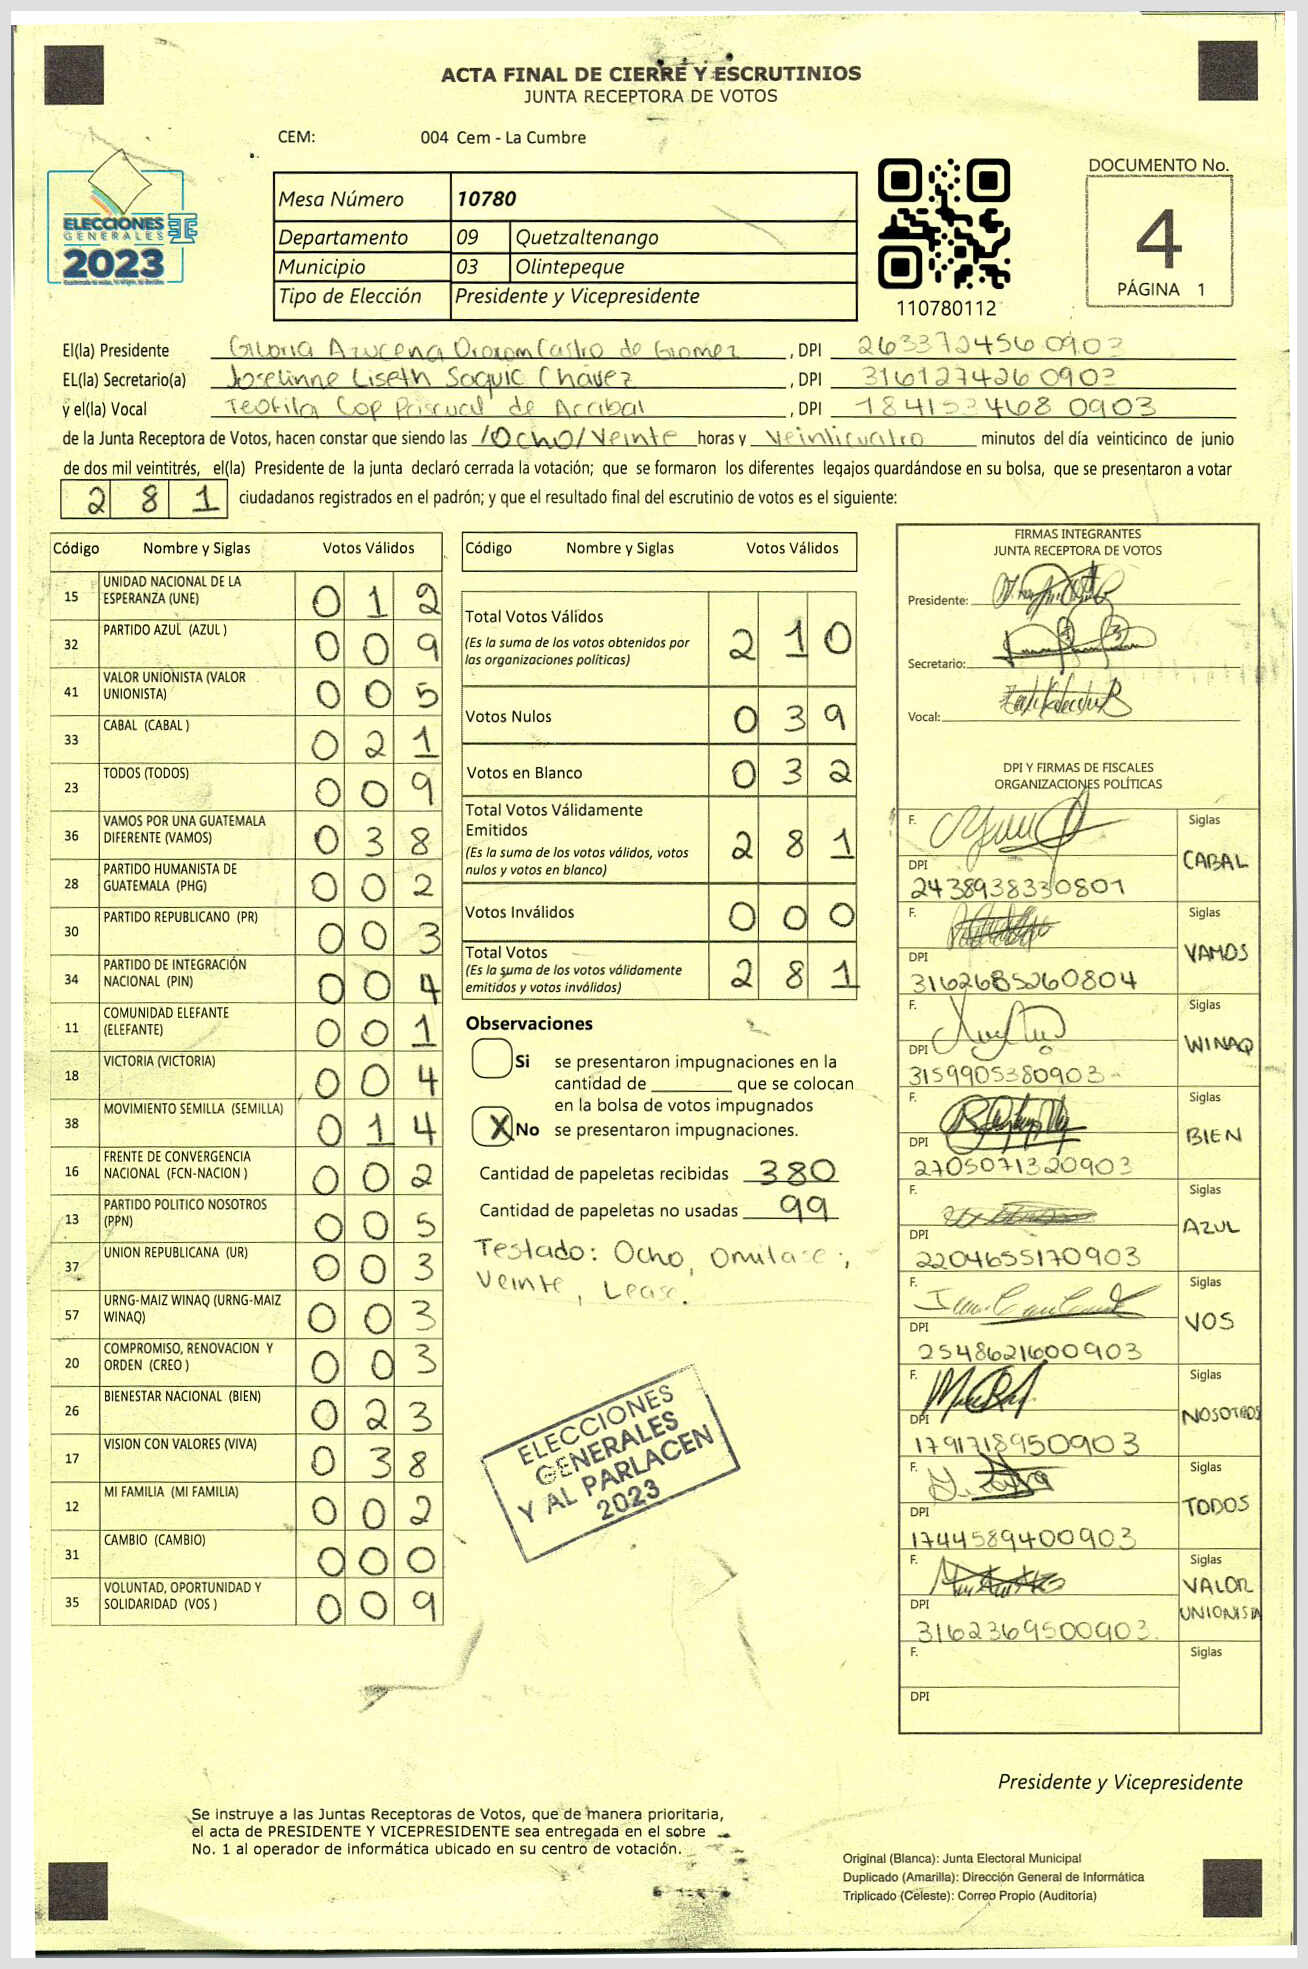 ACTA FINAL DE CIERRE Y ESCRUTINIOS
JUNTA RECEPTORA DE VOTOS
CEM: 004 Cem - La Cumbre
ELECCIONES
GENERALES
2023
Mesa Número 10780
Departamento 09 Quetzaltenango
Municipio 03 Olintepeque
Tipo de Elección Presidente y Vicepresidente
110780112
DOCUMENTO No.
4
PÁGINA 1
El(la) Presidente Gloria Azucena Orozom Castro de Gromez, DPI 2633724560903
EL(la) Secretario(a) Joselinne Liseth Saquic Chávez, DPI 3161274260903
y el(la) Vocal Teofila Cop Pascual de Arrabal, DPI 1841534680903
de la Junta Receptora de Votos, hacen constar que siendo las /Ocho/Veinte horas y Veinticuatro minutos del día veinticinco de junio
de dos mil veintitrés, el(la) Presidente de la junta declaró cerrada la votación; que se formaron los diferentes legajos guardándose en su bolsa, que se presentaron a votar
2 8 1 ciudadanos registrados en el padrón; y que el resultado final del escrutinio de votos es el siguiente:
Código Nombre y Siglas Votos Válidos
15 UNIDAD NACIONAL DE LA ESPERANZA (UNE) 0 1 2
32 PARTIDO AZUL (AZUL ) 0 0 9
41 VALOR UNIONISTA (VALOR UNIONISTA) 0 0 5
33 CABAL (CABAL ) 0 2 1
23 TODOS (TODOS) 0 0 9
36 VAMOS POR UNA GUATEMALA DIFERENTE (VAMOS) 0 3 8
28 PARTIDO HUMANISTA DE GUATEMALA (PHG) 0 0 2
30 PARTIDO REPUBLICANO (PR) 0 0 3
34 PARTIDO DE INTEGRACIÓN NACIONAL (PIN) 0 0 4
11 COMUNIDAD ELEFANTE (ELEFANTE) 0 0 1
18 VICTORIA (VICTORIA) 0 0 4
38 MOVIMIENTO SEMILLA (SEMILLA) 0 1 4
16 FRENTE DE CONVERGENCIA NACIONAL (FCN-NACION ) 0 0 2
13 PARTIDO POLITICO NOSOTROS (PPN) 0 0 5
37 UNION REPUBLICANA (UR) 0 0 3
57 URNG-MAIZ WINAQ (URNG-MAIZ WINAQ) 0 0 3
20 COMPROMISO, RENOVACION Y ORDEN (CREO ) 0 0 3
26 BIENESTAR NACIONAL (BIEN) 0 2 3
17 VISION CON VALORES (VIVA) 0 3 8
12 MI FAMILIA (MI FAMILIA) 0 0 2
31 CAMBIO (CAMBIO) 0 0 0
35 VOLUNTAD, OPORTUNIDAD Y SOLIDARIDAD (VOS ) 0 0 9
Código Nombre y Siglas Votos Válidos
Total Votos Válidos 2 1 0
(Es la suma de los votos obtenidos por
las organizaciones políticas)
Votos Nulos 0 3 9
Votos en Blanco 0 3 2
Total Votos Válidamente
Emitidos 2 8 1
(Es la suma de los votos válidos, votos
nulos y votos en blanco)
Votos Inválidos 0 0 0
Total Votos 2 8 1
(Es la suma de los votos válidamente
emitidos y votos inválidos)
Observaciones
Si se presentaron impugnaciones en la
cantidad de ________ que se colocan
en la bolsa de votos impugnados
X No se presentaron impugnaciones.
Cantidad de papeletas recibidas 380
Cantidad de papeletas no usadas 99
Testado: Ocho, Omitase;
Veinte, Lease.
ELECCIONES
GENERALES
Y AL PARLACEN
2023
FIRMAS INTEGRANTES
JUNTA RECEPTORA DE VOTOS
Presidente:
Secretario:
Vocal:
DPI Y FIRMAS DE FISCALES
ORGANIZACIONES POLÍTICAS
F. Siglas
DPI CABAL
2438938330801
F. Siglas
DPI VAMOS
3162685260804
F. Siglas
DPI WINAQ
3159905380903
F. Siglas
DPI BIEN
2705071320903
F. Siglas
DPI AZUL
2204655170903
F. Siglas
DPI VOS
2548621600903
F. Siglas
DPI NOSOTROS
1791718950903
F. Siglas
DPI TODOS
1744589400903
F. Siglas
DPI VALOR UNIONISTA
3162369500903
F. Siglas
DPI
Presidente y Vicepresidente
Se instruye a las Juntas Receptoras de Votos, que de manera prioritaria,
el acta de PRESIDENTE Y VICEPRESIDENTE sea entregada en el sobre
No. 1 al operador de informática ubicado en su centro de votación.
Original (Blanca): Junta Electoral Municipal
Duplicado (Amarilla): Dirección General de Informática
Triplicado (Celeste): Correo Propio (Auditoría)